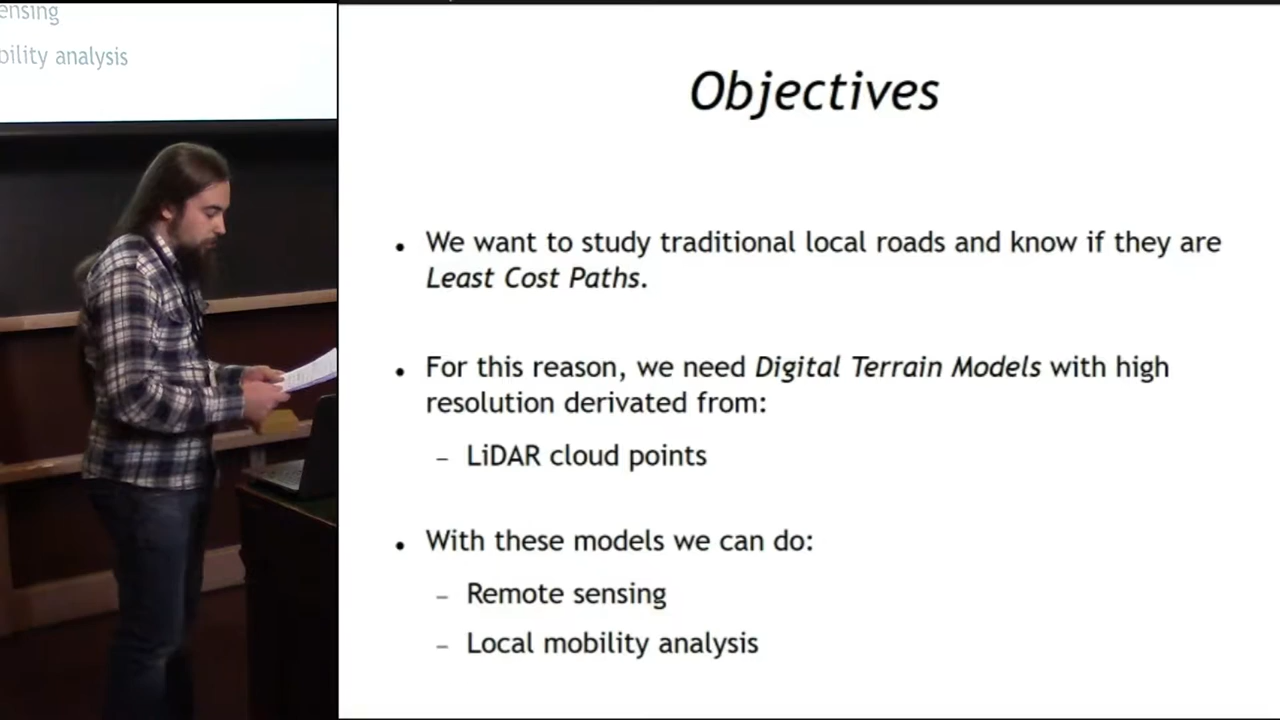 ensing
bility analysis
Objectives
• We want to study traditional local roads and know if they are
Least Cost Paths.
• For this reason, we need Digital Terrain Models with high
resolution derivated from:
– LiDAR cloud points
• With these models we can do:
– Remote sensing
– Local mobility analysis